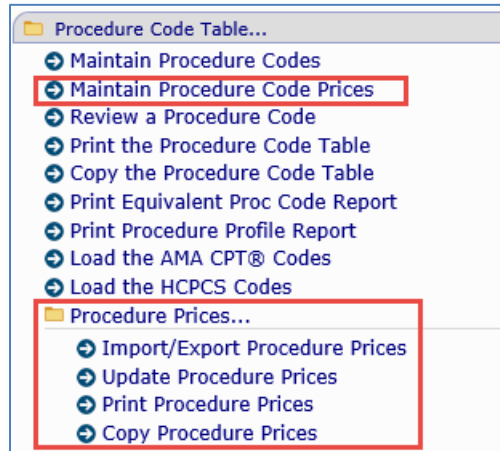 Procedure Code Table...
Maintain Procedure Codes
Maintain Procedure Code Prices
Review a Procedure Code
Print the Procedure Code Table
Copy the Procedure Code Table
Print Equivalent Proc Code Report
Print Procedure Profile Report
Load the AMA CPT® Codes
Load the HCPCS Codes
Procedure Prices...
Import/Export Procedure Prices
Update Procedure Prices
Print Procedure Prices
Copy Procedure Prices